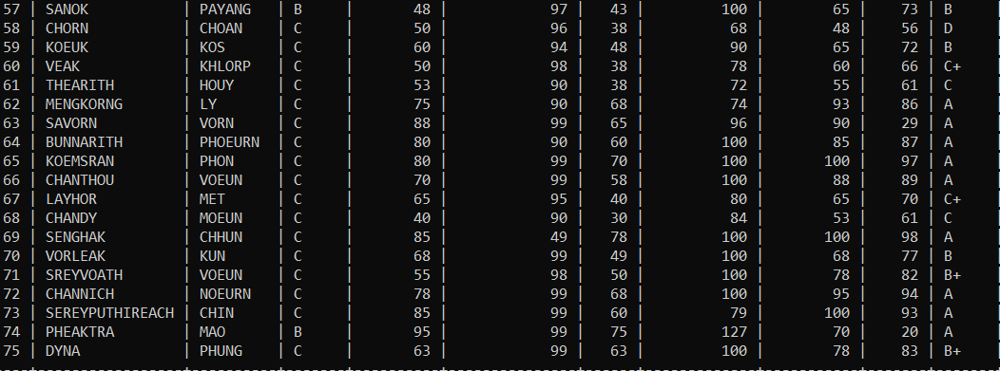 57 | SANOK | PAYANG | B | 48 | 97 | 43 | 100 | 65 | 73 | B
58 | CHORN | CHOAN | C | 50 | 96 | 38 | 68 | 48 | 56 | D
59 | KOEUK | KOS | C | 60 | 94 | 48 | 90 | 65 | 72 | B
60 | VEAK | KHLORP | C | 50 | 98 | 38 | 78 | 60 | 66 | C+
61 | THEARITH | HOUY | C | 53 | 90 | 38 | 72 | 55 | 61 | C
62 | MENGKORNG | LY | C | 75 | 90 | 68 | 74 | 93 | 86 | A
63 | SAVORN | VORN | C | 88 | 99 | 65 | 96 | 90 | 29 | A
64 | BUNNARITH | PHOEURN | C | 80 | 90 | 60 | 100 | 85 | 87 | A
65 | KOEMSRAN | PHON | C | 80 | 99 | 70 | 100 | 100 | 97 | A
66 | CHANTHOU | VOEUN | C | 70 | 99 | 58 | 100 | 88 | 89 | A
67 | LAYHOR | MET | C | 65 | 95 | 40 | 80 | 65 | 70 | C+
68 | CHANDY | MOEUN | C | 40 | 90 | 30 | 84 | 53 | 61 | C
69 | SENGHAK | CHHUN | C | 85 | 49 | 78 | 100 | 100 | 98 | A
70 | VORLEAK | KUN | C | 68 | 99 | 49 | 100 | 68 | 77 | B
71 | SREYVOATH | VOEUN | C | 55 | 98 | 50 | 100 | 78 | 82 | B+
72 | CHANNICH | NOEURN | C | 78 | 99 | 68 | 100 | 95 | 94 | A
73 | SEREYPUTHIREACH | CHIN | C | 85 | 99 | 60 | 79 | 100 | 93 | A
74 | PHEAKTRA | MAO | B | 95 | 99 | 75 | 127 | 70 | 20 | A
75 | DYNA | PHUNG | C | 63 | 99 | 63 | 100 | 78 | 83 | B+